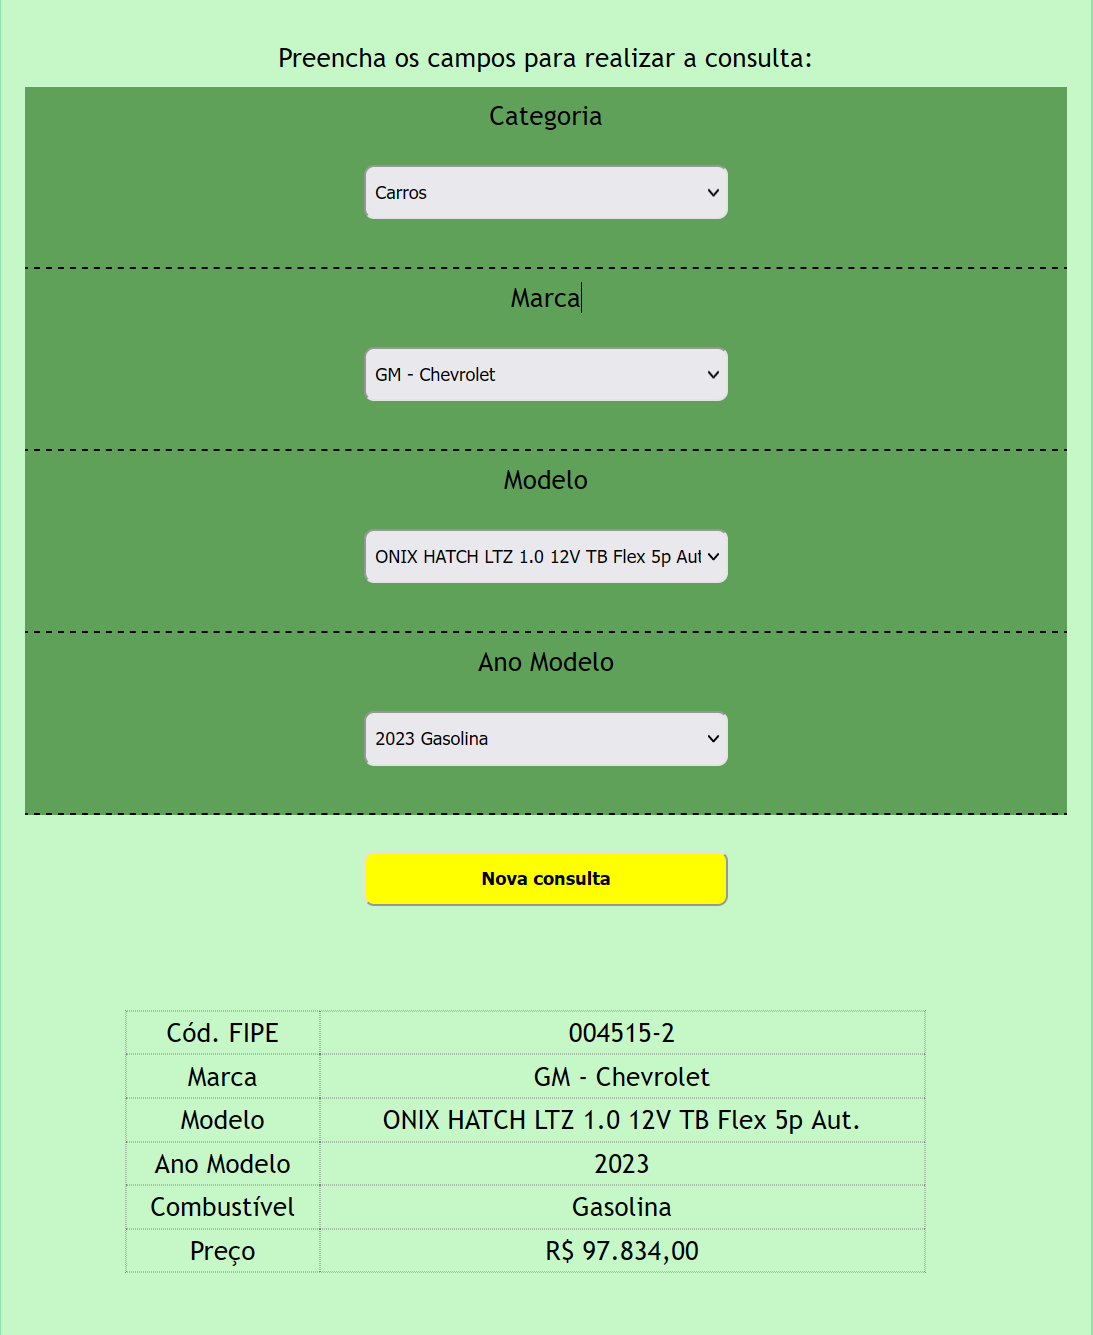 Preencha os campos para realizar a consulta:
Categoria
Carros
Marca
GM - Chevrolet
Modelo
ONIX HATCH LTZ 1.0 12V TB Flex 5p Aut
Ano Modelo
2023 Gasolina
Nova consulta
Cód. FIPE 004515-2
Marca GM - Chevrolet
Modelo ONIX HATCH LTZ 1.0 12V TB Flex 5p Aut.
Ano Modelo 2023
Combustível Gasolina
Preço R$ 97.834,00